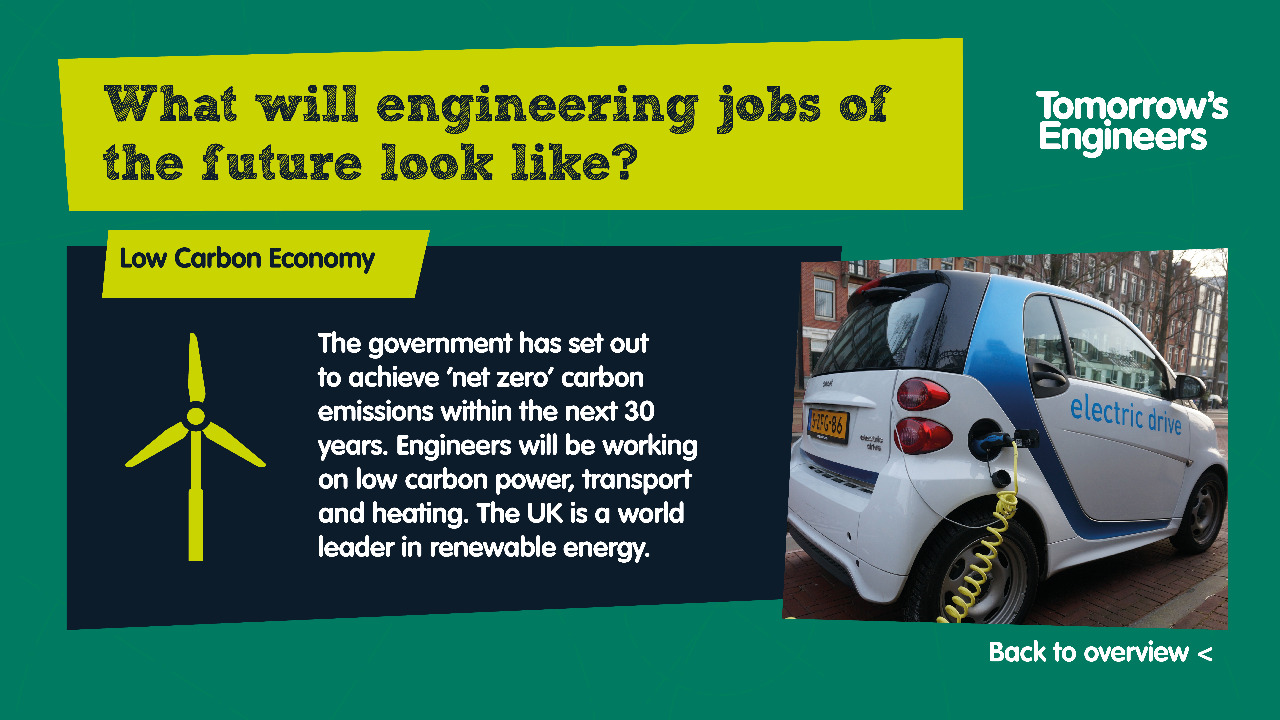 What will engineering jobs of
the future look like?
Tomorrow's
Engineers
Low Carbon Economy
The government has set out
to achieve 'net zero' carbon
emissions within the next 30
years. Engineers will be working
on low carbon power, transport
and heating. The UK is a world
leader in renewable energy.
electric drive
electric
drive
Back to overview <